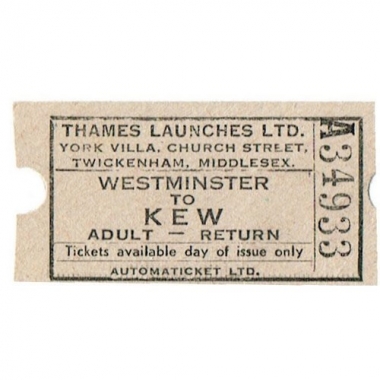 THAMES LAUNCHES LTD.
YORK VILLA, CHURCH STREET,
TWICKENHAM, MIDDLESEX.
WESTMINSTER
TO
KEW
ADULT — RETURN
Tickets available day of issue only
AUTOMATICKET LTD.
A34933